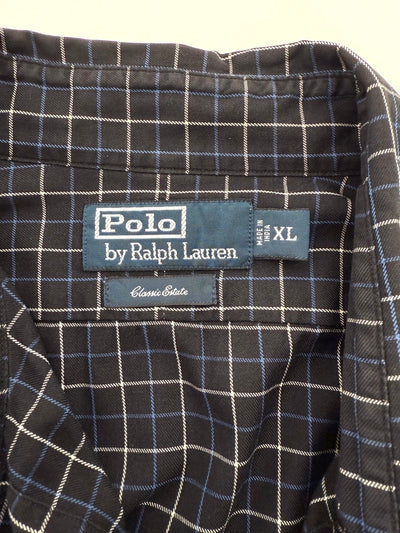 Polo
by Ralph Lauren
MADE IN
INDIA
XL
Classic Estate